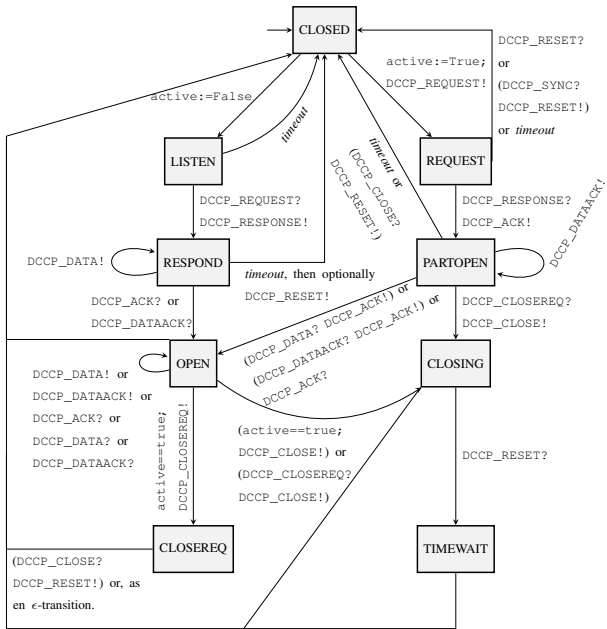 CLOSED
DCCP_RESET?
or
(DCCP_SYNC?
DCCP_RESET!)
or timeout
active:=True;
DCCP_REQUEST!
active:=False
timeout
LISTEN
REQUEST
timeout or
(DCCP_CLOSE?
DCCP_RESET!)
DCCP_REQUEST?
DCCP_RESPONSE!
DCCP_RESPONSE?
DCCP_ACK!
DCCP_DATAACK!
DCCP_DATA!
RESPOND
PARTOPEN
timeout, then optionally
DCCP_RESET!
DCCP_ACK? or
DCCP_DATAACK?
(DCCP_DATA? DCCP_ACK!) or
(DCCP_DATAACK? DCCP_ACK!) or
DCCP_ACK?
DCCP_CLOSEREQ?
DCCP_CLOSE!
OPEN
CLOSING
DCCP_DATA! or
DCCP_DATAACK! or
DCCP_ACK? or
DCCP_DATA? or
DCCP_DATAACK?
active==true;
DCCP_CLOSEREQ!
(active==true;
DCCP_CLOSE!) or
(DCCP_CLOSEREQ?
DCCP_CLOSE!)
DCCP_RESET?
CLOSEREQ
TIMEWAIT
(DCCP_CLOSE?
DCCP_RESET!) or, as
en ϵ-transition.